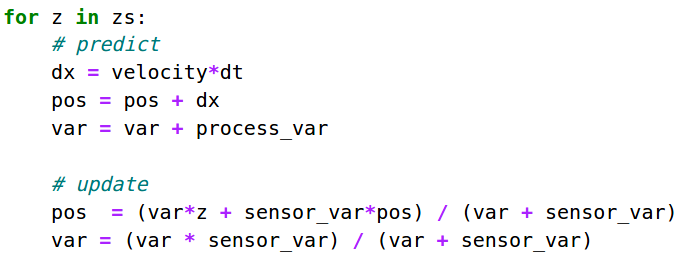 for z in zs:
    # predict
    dx = velocity*dt
    pos = pos + dx
    var = var + process_var

    # update
    pos  = (var*z + sensor_var*pos) / (var + sensor_var)
    var = (var * sensor_var) / (var + sensor_var)